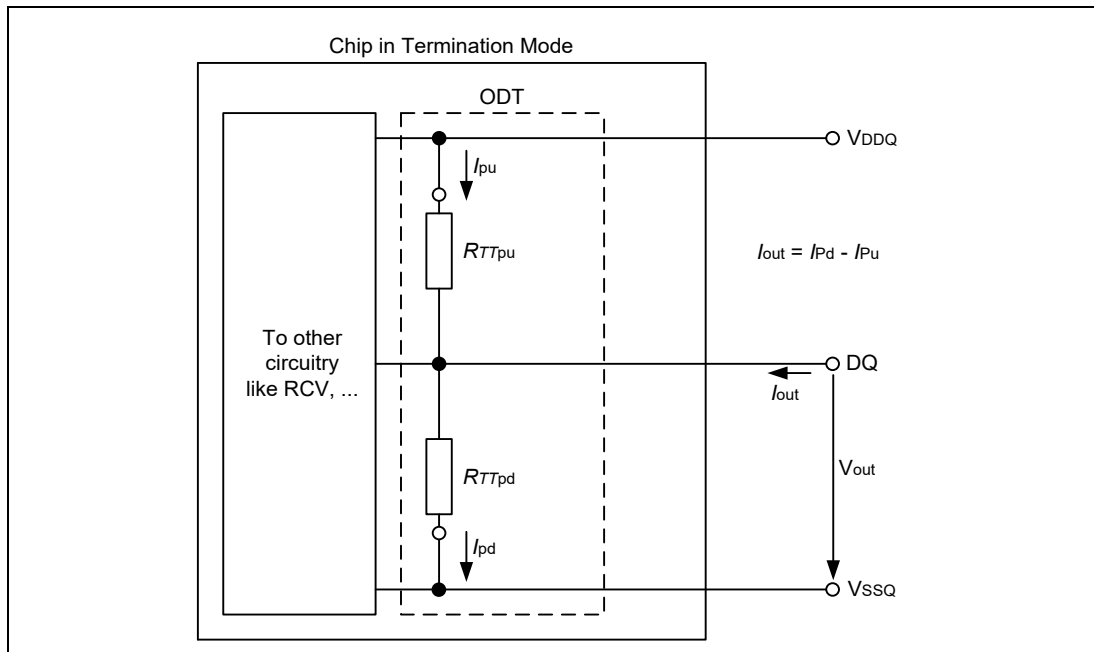 Chip in Termination Mode
ODT
VDDQ
Ipu
RTTpu
Iout = IPd - IPu
To other
circuitry
like RCV, ...
DQ
Iout
RTTpd
Vout
Ipd
VSSQ